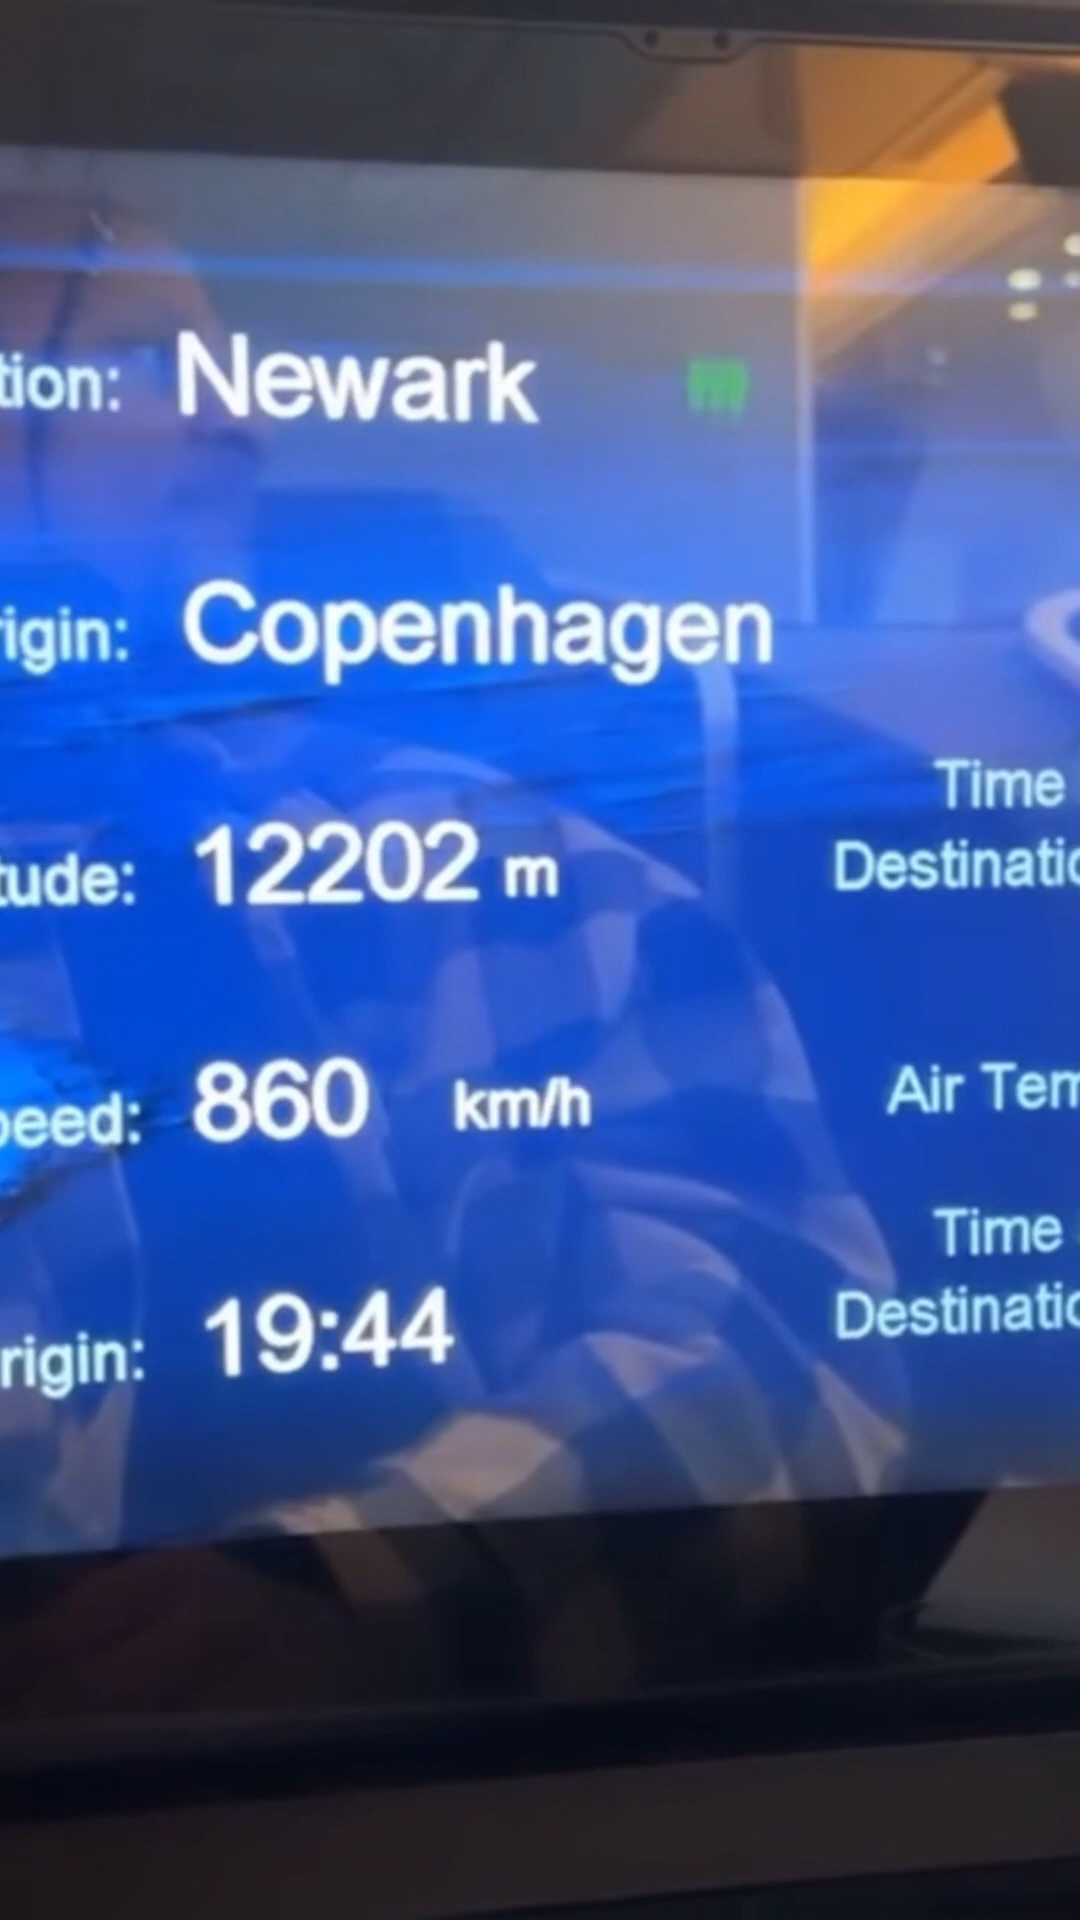 tion: Newark
rigin: Copenhagen
tude: 12202 m
peed: 860 km/h
rigin: 19:44
Time
Destinatio
Air Tem
Time
Destinatio